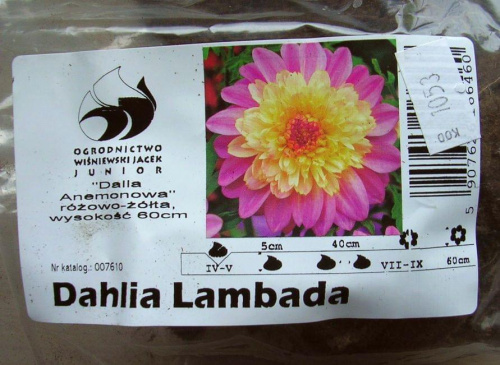 OGRODNICTWO
WIŚNIEWSKI JACEK
JUNIOR
"Dalia
Anemonowa"
różowo-żółta,
wysokość 60cm
KOD 1053
5cm 40cm
IV-V VII-IX 60cm
Nr katalog.: 007610
Dahlia Lambada